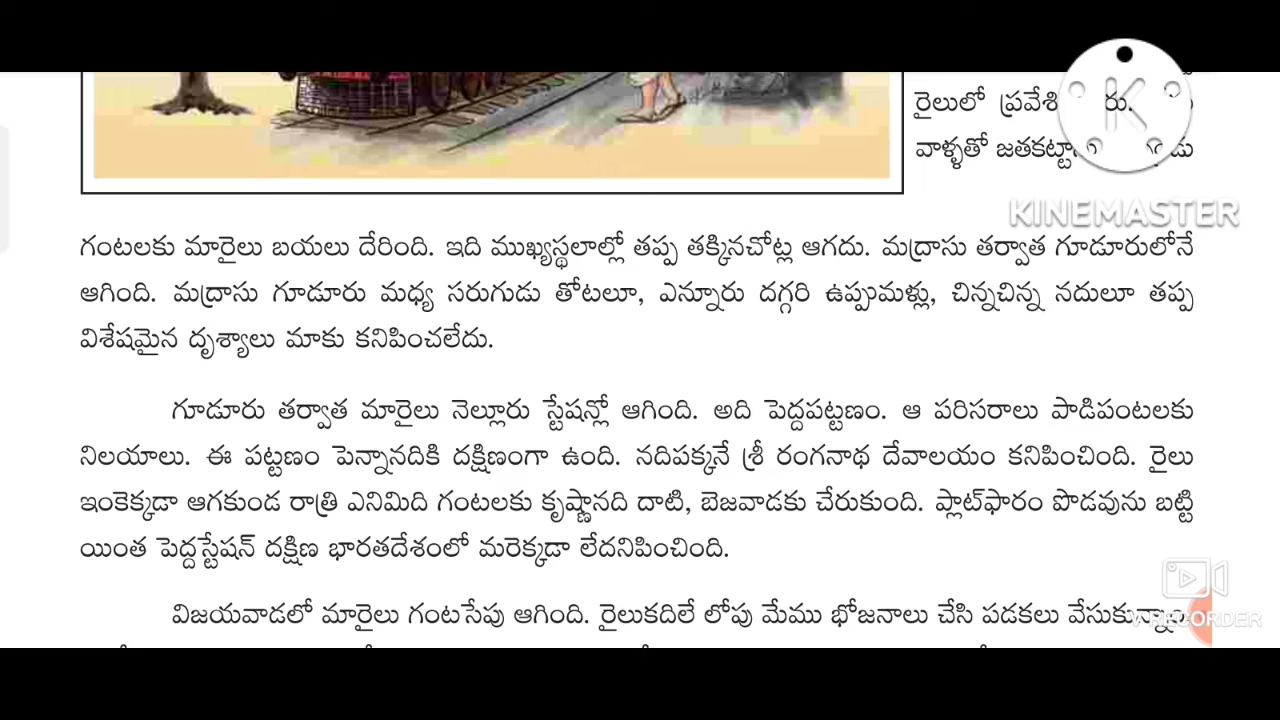 రైలులో
వాళ్ళతో
KINEMASTER
గంటలకు మారైలు బయలు దేరింది. ఇది ముఖ్యస్థలాల్లో తప్ప తక్కినచోట్ల ఆగదు. మద్రాసు తర్వాత గూడూరులోనే
ఆగింది. మద్రాసు గూడూరు మధ్య సరుగుడు తోటలూ, ఎన్నూరు దగ్గరి ఉప్పుమళ్లు, చిన్నచిన్న నదులూ తప్ప
విశేషమైన దృశ్యాలు మాకు కనిపించలేదు.
గూడూరు తర్వాత మారైలు నెల్లూరు స్టేషన్లో ఆగింది. అది పెద్దపట్టణం. ఆ పరిసరాలు పాడిపంటలకు
నిలయాలు. ఈ పట్టణం పెన్నానదికి దక్షిణంగా ఉంది. నదిపక్కనే శ్రీ రంగనాథ దేవాలయం కనిపించింది. రైలు
ఇంకెక్కడా ఆగకుండ రాత్రి ఎనిమిది గంటలకు కృష్ణానది దాటి, బెజవాడకు చేరుకుంది. ప్లాట్‌ఫారం పొడవును బట్టి
యింత పెద్దస్టేషన్ దక్షిణ భారతదేశంలో మరెక్కడా లేదనిపించింది.
విజయవాడలో మారైలు గంటసేపు ఆగింది. రైలుకదిలే లోపు మేము భోజనాలు చేసి పడకలు
V RECORDER